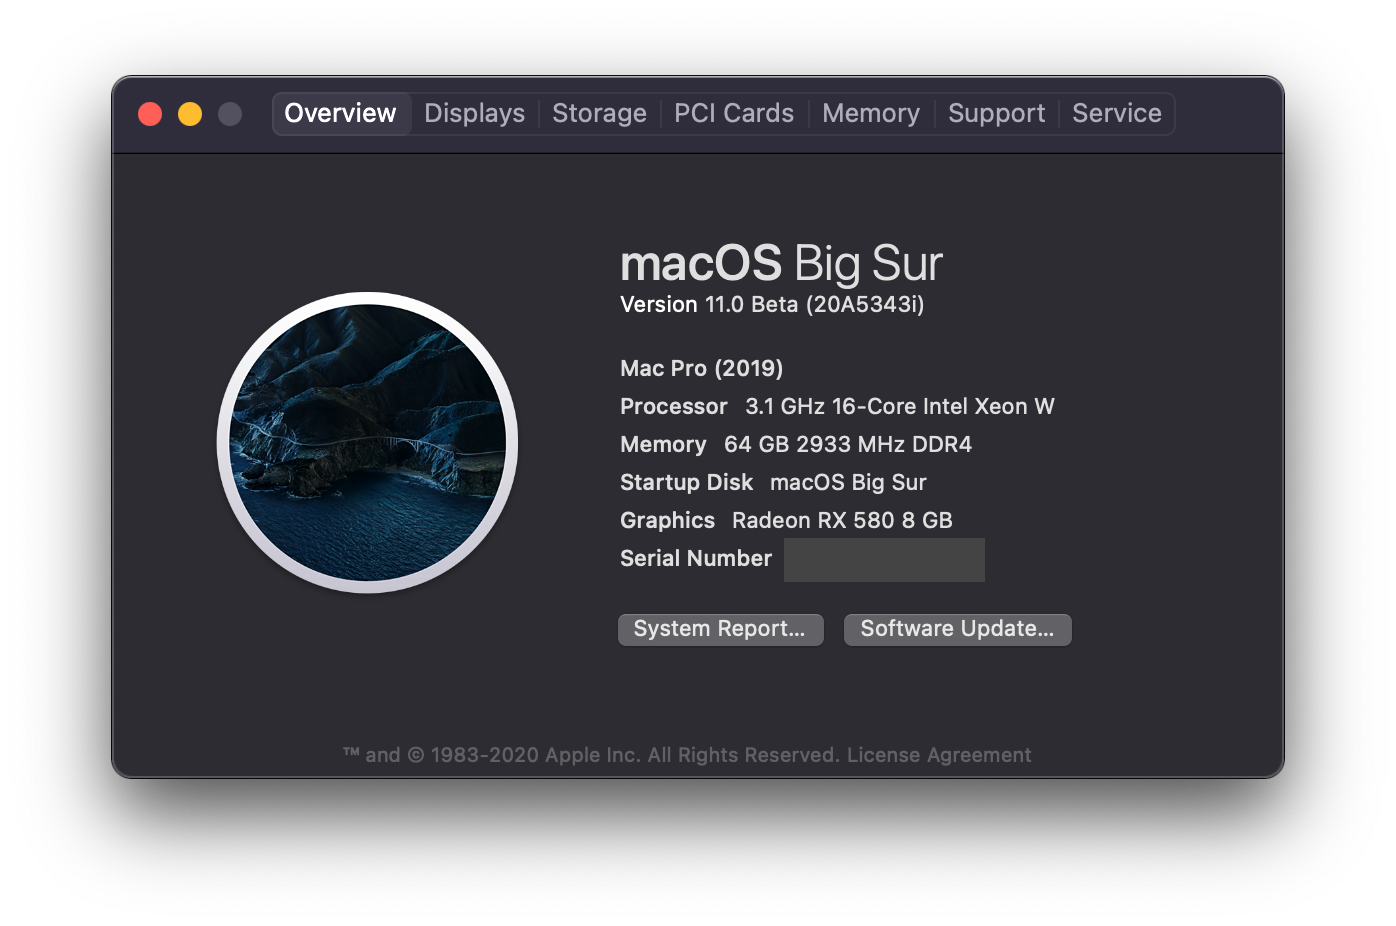 Overview Displays Storage PCI Cards Memory Support Service
macOS Big Sur
Version 11.0 Beta (20A5343i)
Mac Pro (2019)
Processor 3.1 GHz 16-Core Intel Xeon W
Memory 64 GB 2933 MHz DDR4
Startup Disk macOS Big Sur
Graphics Radeon RX 580 8 GB
Serial Number
System Report... Software Update...
™ and © 1983-2020 Apple Inc. All Rights Reserved. License Agreement